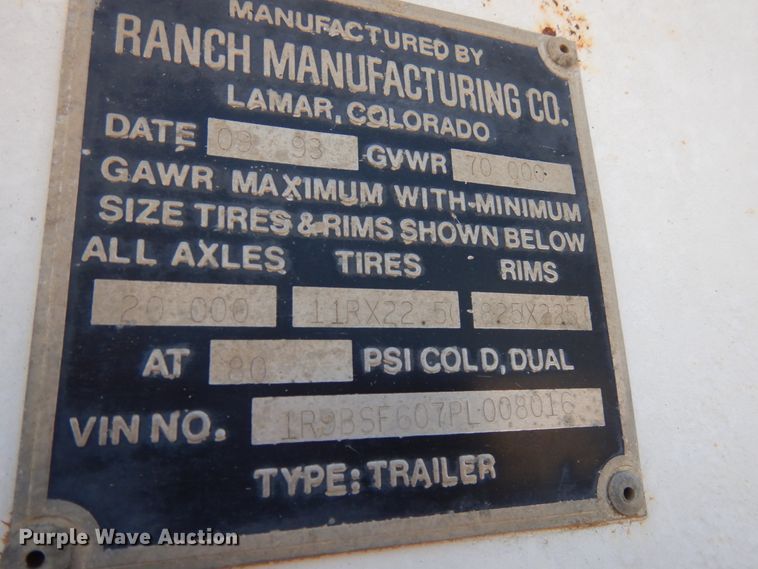 MANUFACTURED BY
RANCH MANUFACTURING CO.
LAMAR, COLORADO
DATE 09 93 GVWR 70 000
GAWR MAXIMUM WITH-MINIMUM
SIZE TIRES & RIMS SHOWN BELOW
ALL AXLES TIRES RIMS
20 000 11RX22.50 825X225
AT 80 PSI COLD, DUAL
VIN NO. 1R9BSF607PL008016
TYPE: TRAILER
Purple Wave Auction